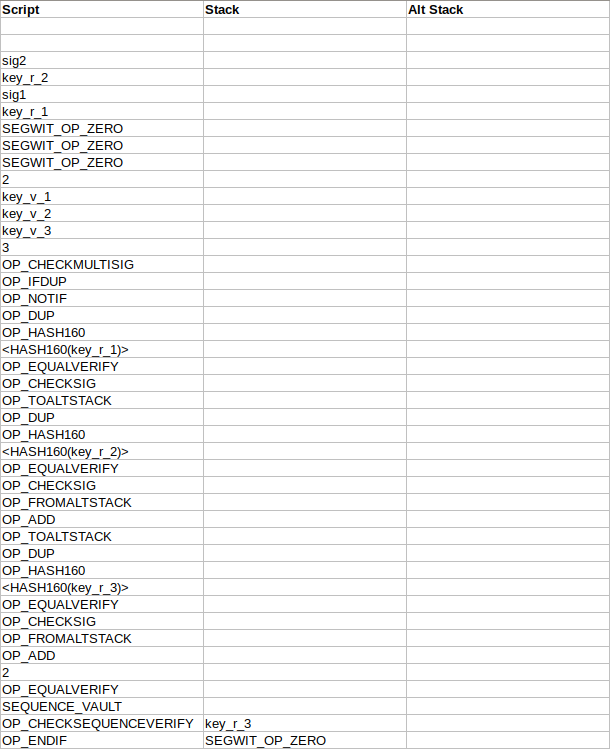 Script Stack Alt Stack
sig2
key_r_2
sig1
key_r_1
SEGWIT_OP_ZERO
SEGWIT_OP_ZERO
SEGWIT_OP_ZERO
2
key_v_1
key_v_2
key_v_3
3
OP_CHECKMULTISIG
OP_IFDUP
OP_NOTIF
OP_DUP
OP_HASH160
<HASH160(key_r_1)>
OP_EQUALVERIFY
OP_CHECKSIG
OP_TOALTSTACK
OP_DUP
OP_HASH160
<HASH160(key_r_2)>
OP_EQUALVERIFY
OP_CHECKSIG
OP_FROMALTSTACK
OP_ADD
OP_TOALTSTACK
OP_DUP
OP_HASH160
<HASH160(key_r_3)>
OP_EQUALVERIFY
OP_CHECKSIG
OP_FROMALTSTACK
OP_ADD
2
OP_EQUALVERIFY
SEQUENCE_VAULT
OP_CHECKSEQUENCEVERIFY key_r_3
OP_ENDIF SEGWIT_OP_ZERO